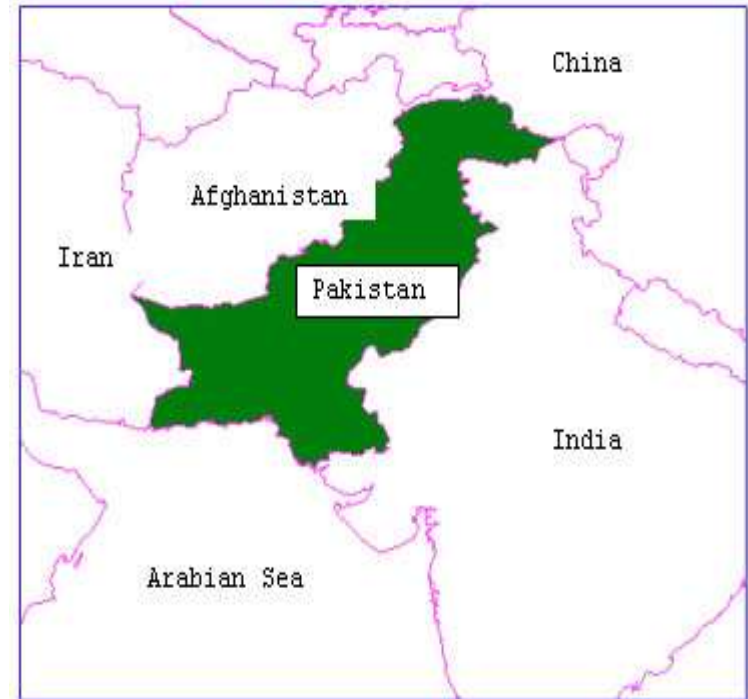 China
Afghanistan
Iran
Pakistan
India
Arabian Sea